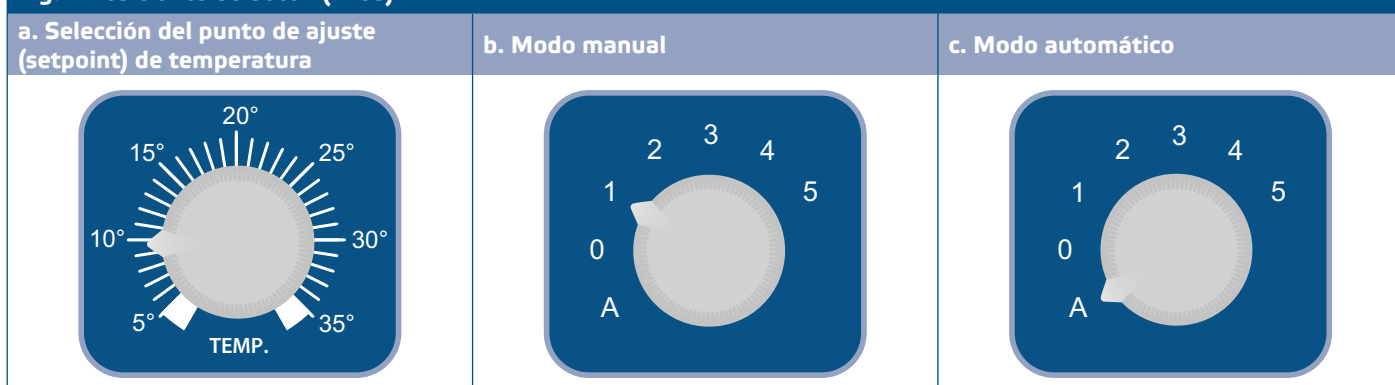 a. Selección del punto de ajuste
(setpoint) de temperatura
b. Modo manual
c. Modo automático
20°
15° 25°
10° 30°
5° 35°
TEMP.
3
2 4
1 5
0
A
3
2 4
1 5
0
A